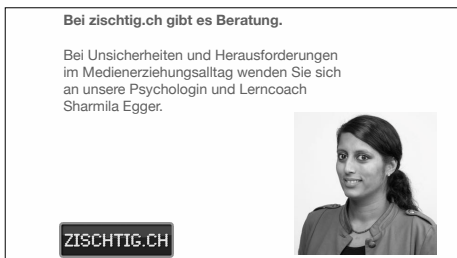 Bei zischtig.ch gibt es Beratung.
Bei Unsicherheiten und Herausforderungen
im Medienerziehungsalltag wenden Sie sich
an unsere Psychologin und Lerncoach
Sharmila Egger.
ZISCHTIG.CH